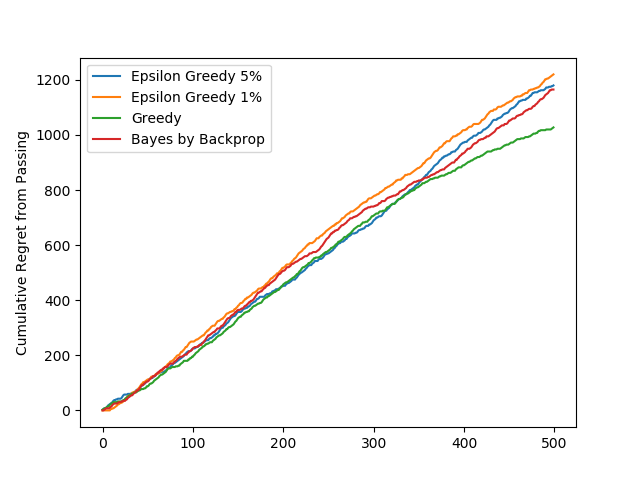 Epsilon Greedy 5%
Epsilon Greedy 1%
Greedy
Bayes by Backprop
Cumulative Regret from Passing
1200
1000
800
600
400
200
0
0 100 200 300 400 500